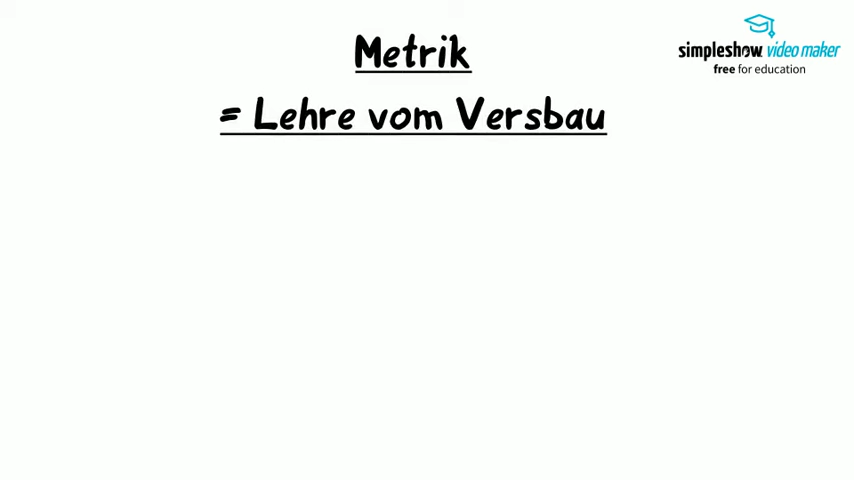 Metrik
= Lehre vom Versbau
simpleshow video maker
free for education